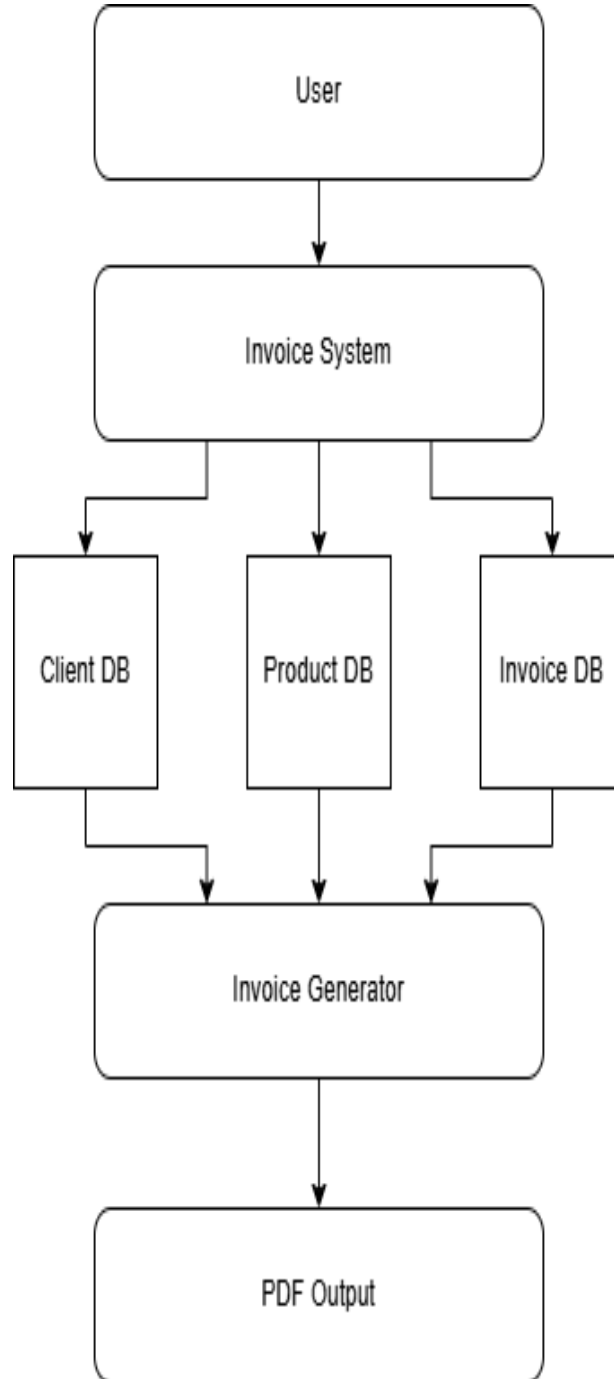 User
Invoice System
Client DB
Product DB
Invoice DB
Invoice Generator
PDF Output